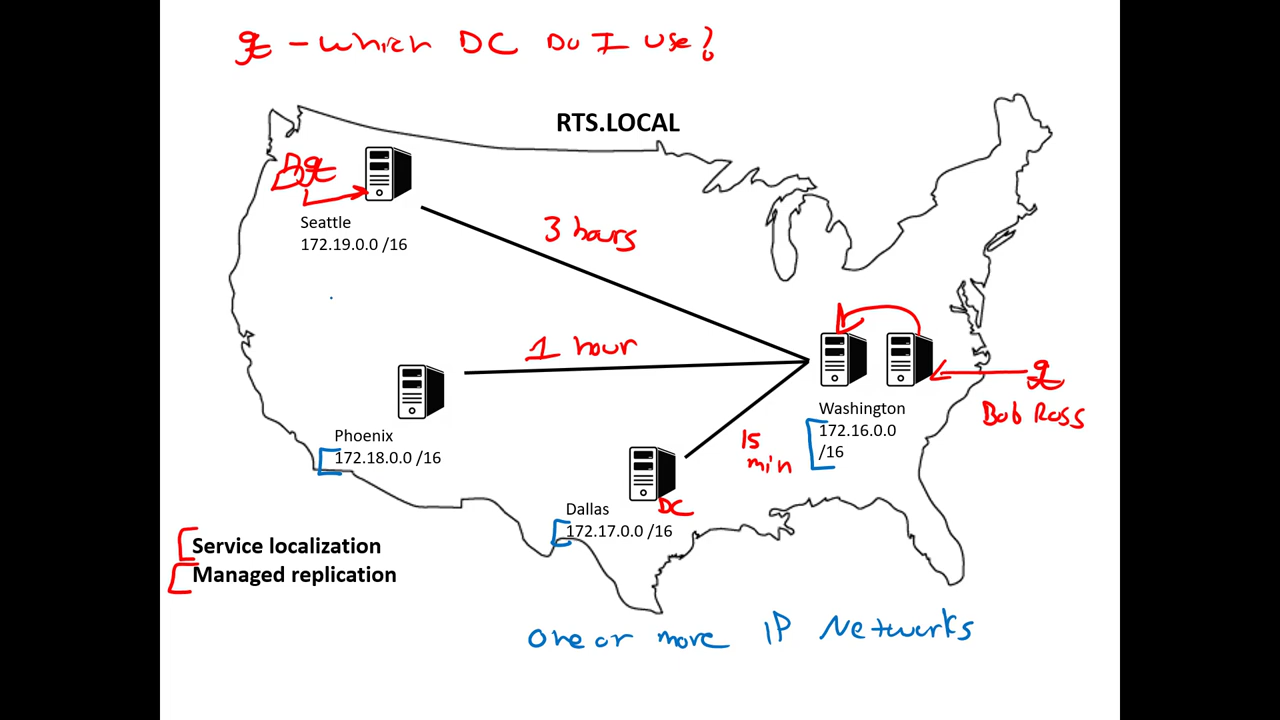 - Which DC Do I Use?
RTS.LOCAL
Seattle
172.19.0.0 /16
3 hours
1 hour
Washington
172.16.0.0
/16
Bob Ross
Phoenix
172.18.0.0 /16
15
min
DC
Dallas
172.17.0.0 /16
Service localization
Managed replication
One or more IP Networks